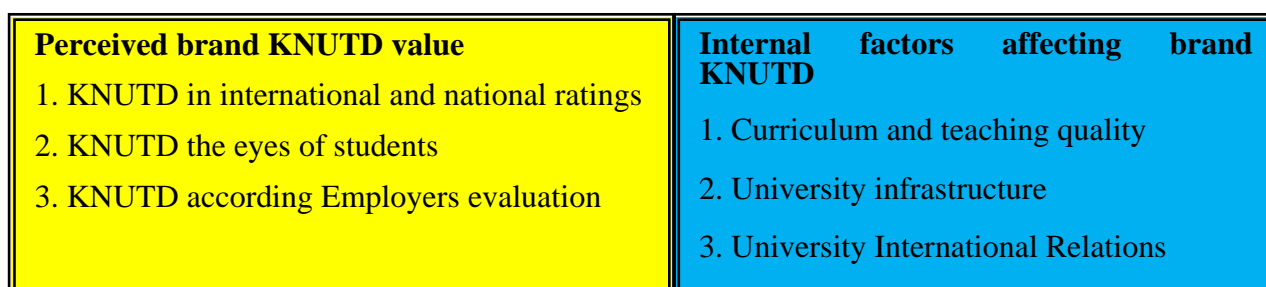 Perceived brand KNUTD value
1. KNUTD in international and national ratings
2. KNUTD the eyes of students
3. KNUTD according Employers evaluation
Internal factors affecting brand
KNUTD
1. Curriculum and teaching quality
2. University infrastructure
3. University International Relations